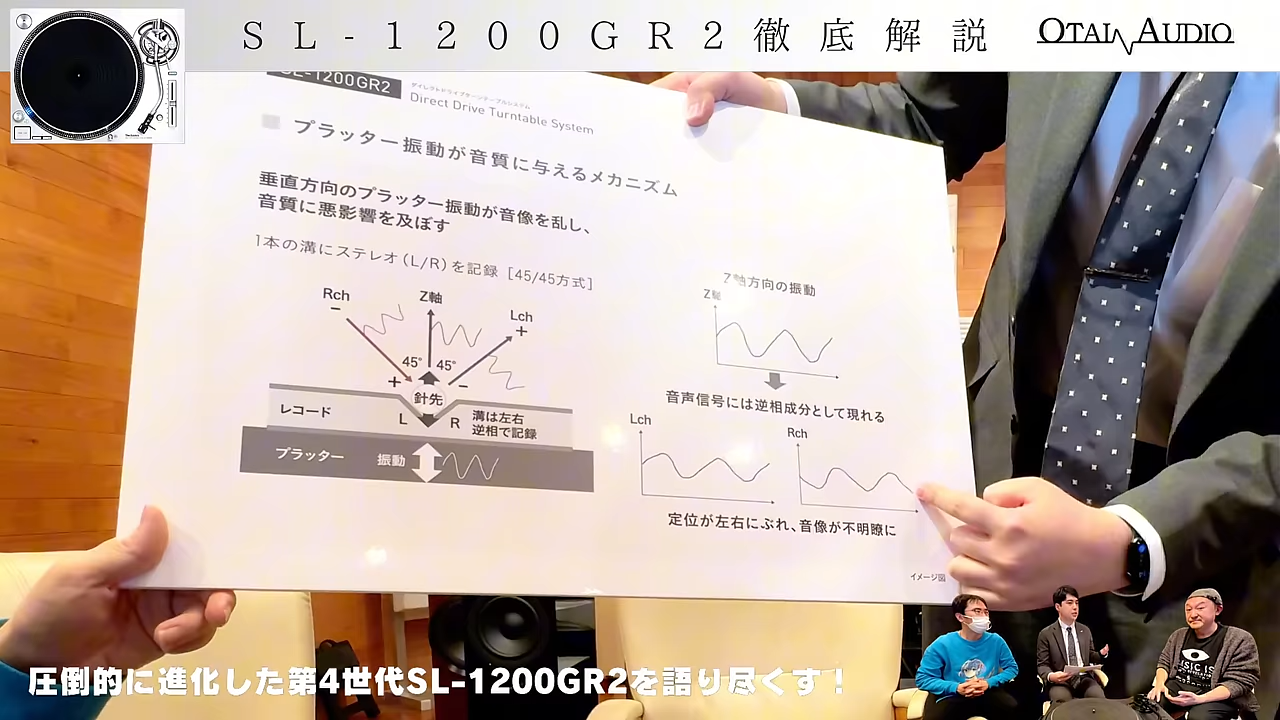 SL-1200GR2徹底解説
OTAI AUDIO
SL-1200GR2
ダイレクトドライブターンテーブルシステム
Direct Drive Turntable System
プラッター振動が音質に与えるメカニズム
垂直方向のプラッター振動が音像を乱し、
音質に悪影響を及ぼす
1本の溝にステレオ(L/R)を記録 [45/45方式]
Rch
−
Z軸
Lch
+
45°
45°
+
−
針先
レコード
L
R
溝は左右
逆相で記録
プラッター
振動
Z軸方向の振動
Z軸
音声信号には逆相成分として現れる
Lch
Rch
定位が左右にぶれ、音像が不明瞭に
イメージ図
圧倒的に進化した第4世代SL-1200GR2を語り尽くす!